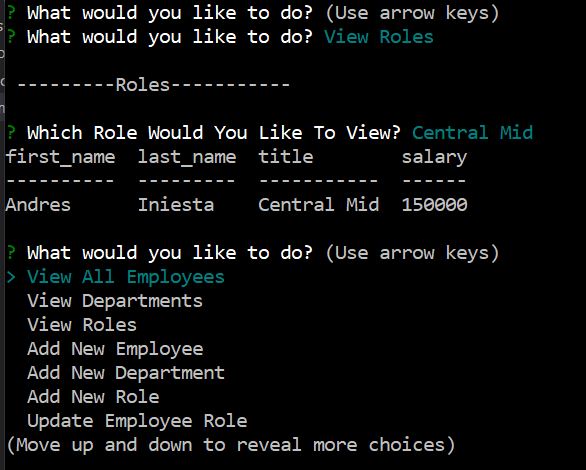 ? What would you like to do? (Use arrow keys)
? What would you like to do? View Roles
---------Roles-----------
? Which Role Would You Like To View? Central Mid
first_name  last_name  title        salary
----------  ---------  -----------  ------
Andres      Iniesta    Central Mid  150000
? What would you like to do? (Use arrow keys)
> View All Employees
  View Departments
  View Roles
  Add New Employee
  Add New Department
  Add New Role
  Update Employee Role
(Move up and down to reveal more choices)